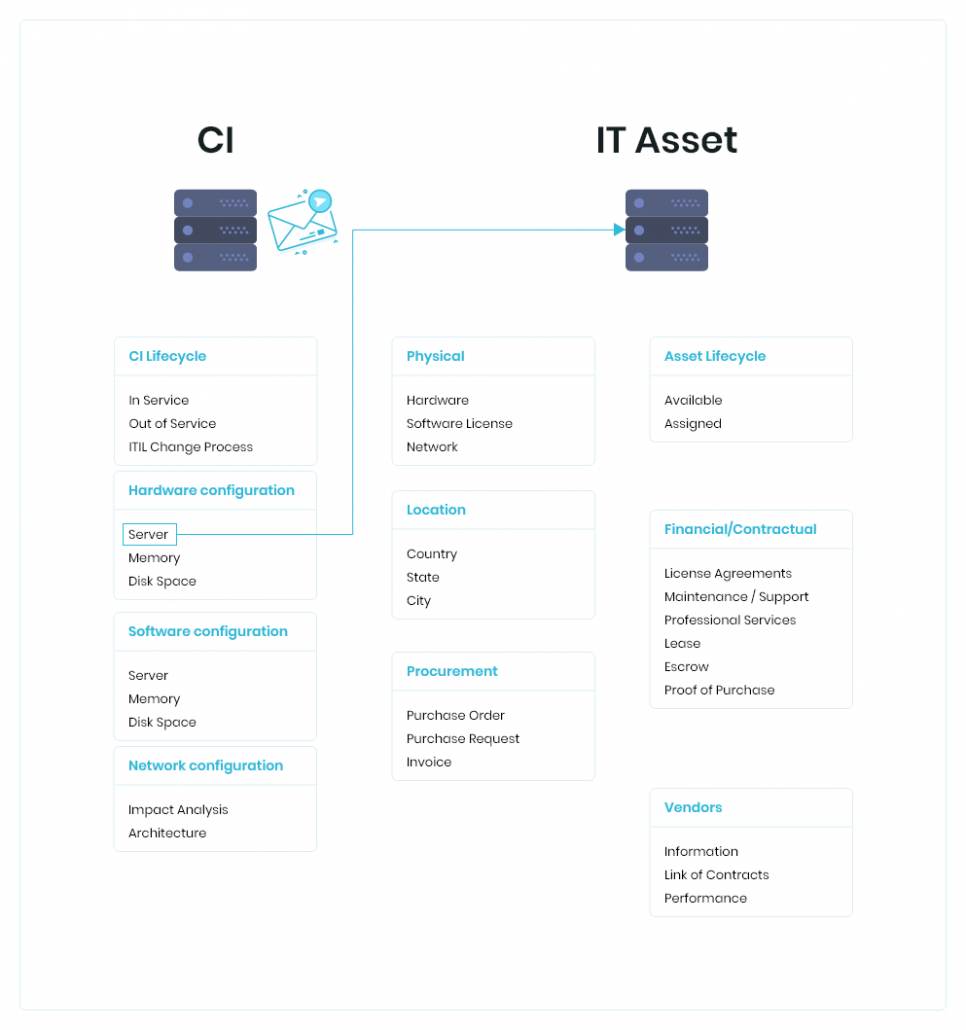 CI
IT Asset
CI Lifecycle
In Service
Out of Service
ITIL Change Process
Hardware configuration
Server
Memory
Disk Space
Software configuration
Server
Memory
Disk Space
Network configuration
Impact Analysis
Architecture
Physical
Hardware
Software License
Network
Location
Country
State
City
Procurement
Purchase Order
Purchase Request
Invoice
Asset Lifecycle
Available
Assigned
Financial/Contractual
License Agreements
Maintenance / Support
Professional Services
Lease
Escrow
Proof of Purchase
Vendors
Information
Link of Contracts
Performance